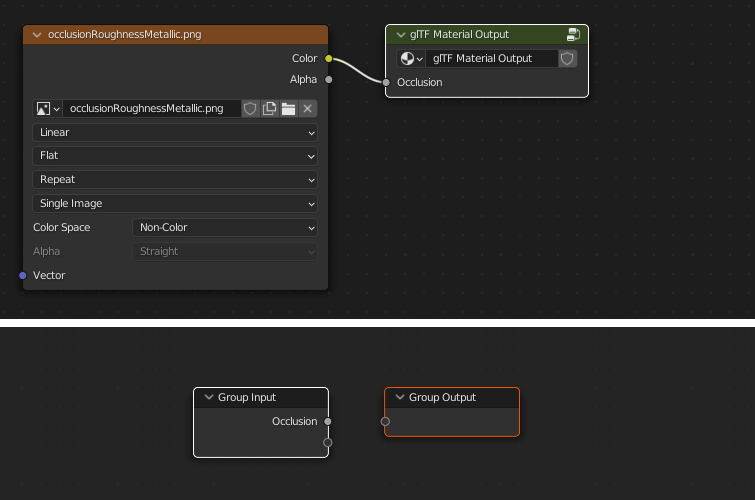 occlusionRoughnessMetallic.png
Color
Alpha
occlusionRoughnessMetallic.png
Linear
Flat
Repeat
Single Image
Color Space Non-Color
Alpha Straight
Vector
glTF Material Output
glTF Material Output
Occlusion
Group Input
Occlusion
Group Output